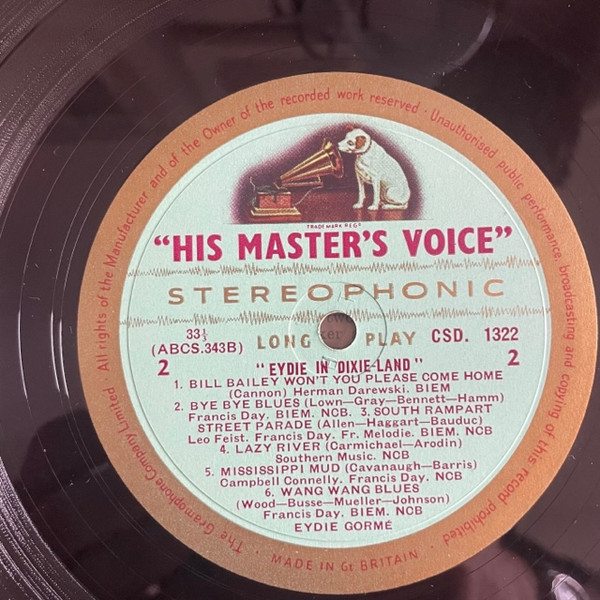 All rights of the Manufacturer and of the Owner of the recorded work reserved · Unauthorised public performance, broadcasting and copying of this record prohibited ·
The Gramophone Company Limited ·
TRADE MARK REGD
"HIS MASTER'S VOICE"
STEREOPHONIC
33⅓ LONG PLAY CSD. 1322
(ABCS.343B)
2 "EYDIE IN DIXIE-LAND" 2
1. BILL BAILEY WON'T YOU PLEASE COME HOME
(Cannon) Herman Darewski. BIEM
2. BYE BYE BLUES (Lown—Gray—Bennett—Hamm)
Francis Day. BIEM. NCB. 3. SOUTH RAMPART
STREET PARADE (Allen—Haggart—Bauduc)
Leo Feist. Francis Day. Fr. Melodie. BIEM. NCB
4. LAZY RIVER (Carmichael—Arodin)
Southern Music. NCB
5. MISSISSIPPI MUD (Cavanaugh—Barris)
Campbell Connelly. Francis Day. NCB
6. WANG WANG BLUES
(Wood—Busse—Mueller—Johnson)
Francis Day. BIEM. NCB
EYDIE GORMÉ
MADE IN Gt BRITAIN